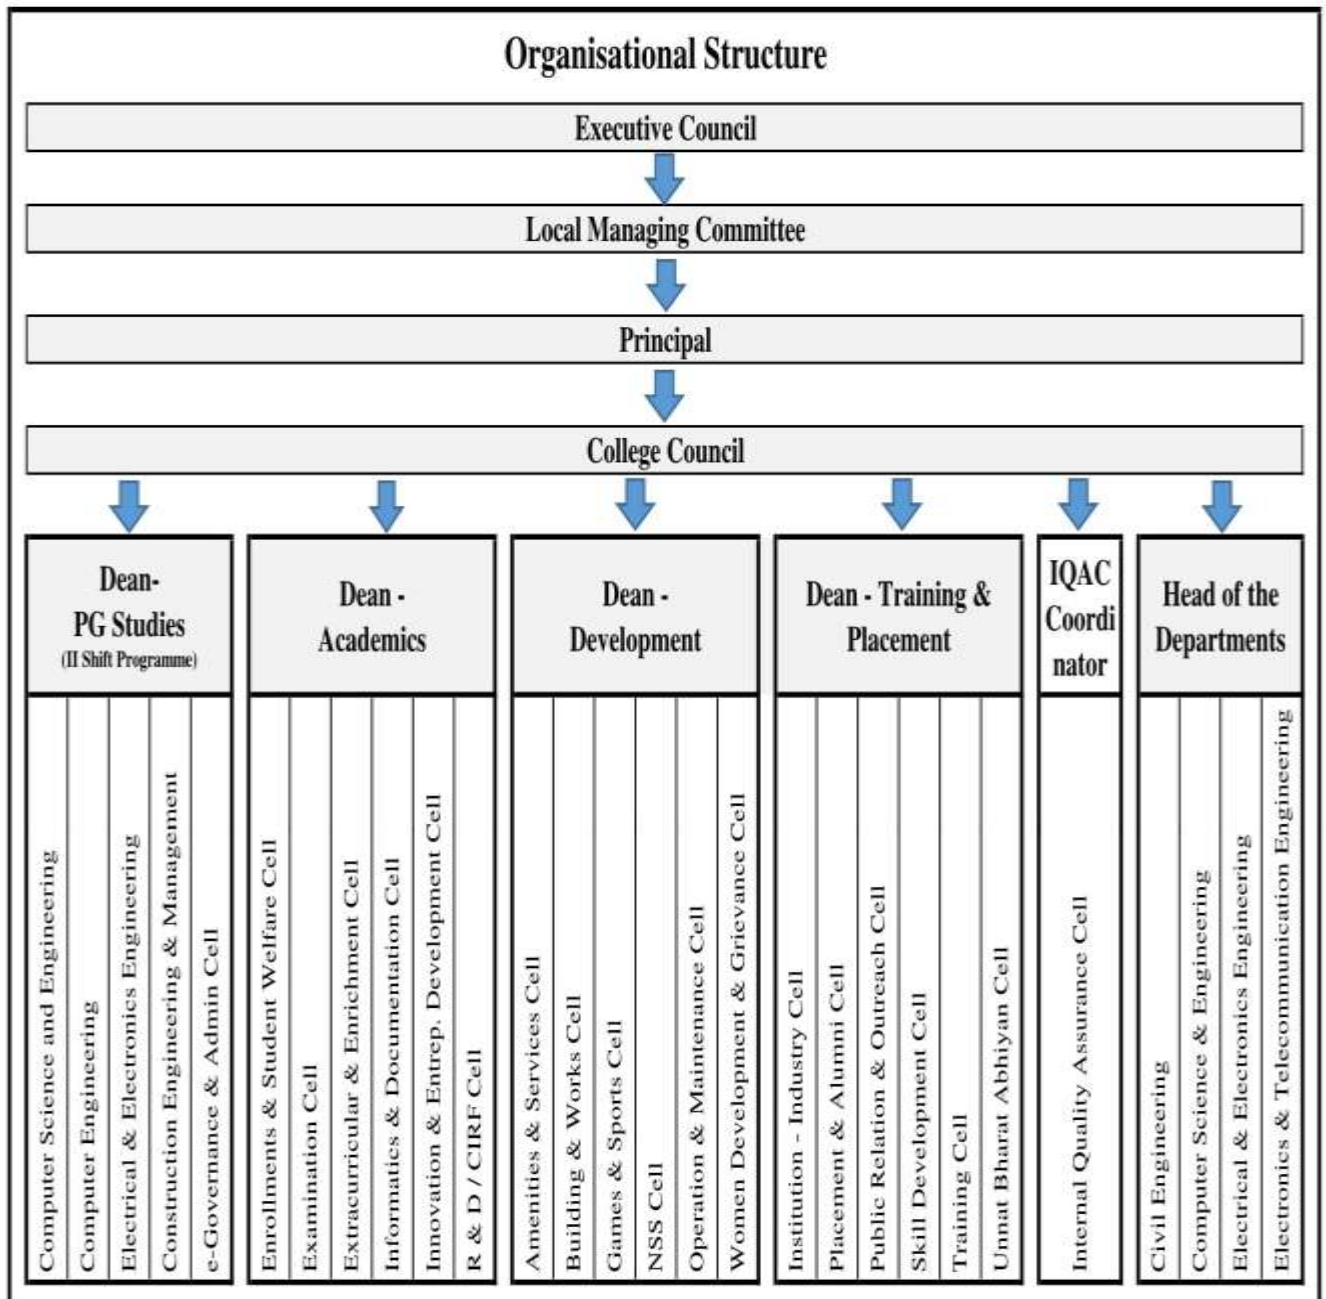 Organisational Structure
Executive Council
Local Managing Committee
Principal
College Council
Dean-
PG Studies
(II Shift Programme)
Dean -
Academics
Dean -
Development
Dean - Training &
Placement
IQAC
Coordi
nator
Head of the
Departments
Computer Science and Engineering
Computer Engineering
Electrical & Electronics Engineering
Construction Engineering & Management
e-Governance & Admin Cell
Enrollments & Student Welfare Cell
Examination Cell
Extracurricular & Enrichment Cell
Informatics & Documentation Cell
Innovation & Entrep. Development Cell
R & D / CIRF Cell
Amenities & Services Cell
Building & Works Cell
Games & Sports Cell
NSS Cell
Operation & Maintenance Cell
Women Development & Grievance Cell
Institution - Industry Cell
Placement & Alumni Cell
Public Relation & Outreach Cell
Skill Development Cell
Training Cell
Unnat Bharat Abhiyan Cell
Internal Quality Assurance Cell
Civil Engineering
Computer Science & Engineering
Electrical & Electronics Engineering
Electronics & Telecommunication Engineering